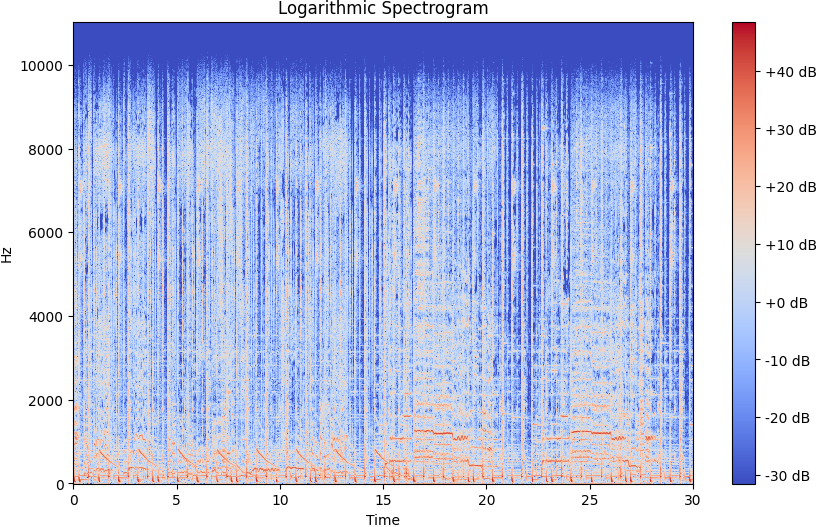 Logarithmic Spectrogram
10000
8000
6000
4000
2000
0
Hz
0 5 10 15 20 25 30
Time
+40 dB
+30 dB
+20 dB
+10 dB
+0 dB
-10 dB
-20 dB
-30 dB